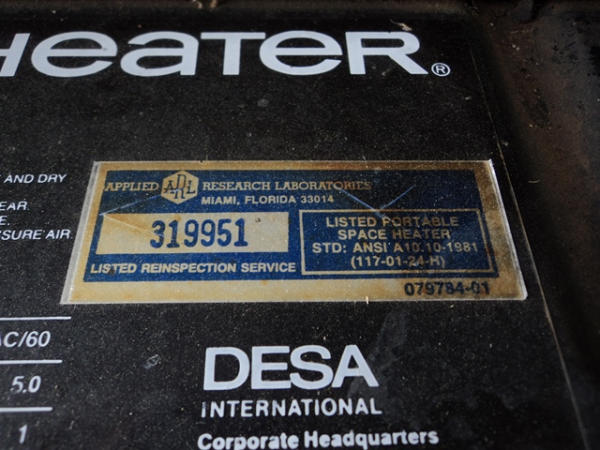 HEATER®
AND DRY
EAR.
E.
SURE AIR
APPLIED ARL RESEARCH LABORATORIES
MIAMI, FLORIDA 33014
319951
LISTED REINSPECTION SERVICE
LISTED PORTABLE
SPACE HEATER
STD: ANSI A10.10-1981
(117-01-24-H)
079784-01
AC/60
5.0
1
DESA
INTERNATIONAL
Corporate Headquarters